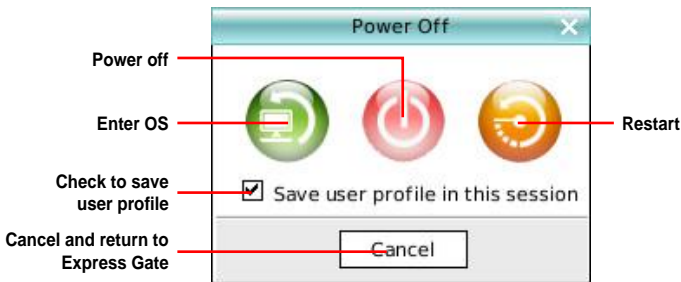 Power Off
Power off
Enter OS
Restart
Check to save
user profile
Save user profile in this session
Cancel and return to
Express Gate
Cancel